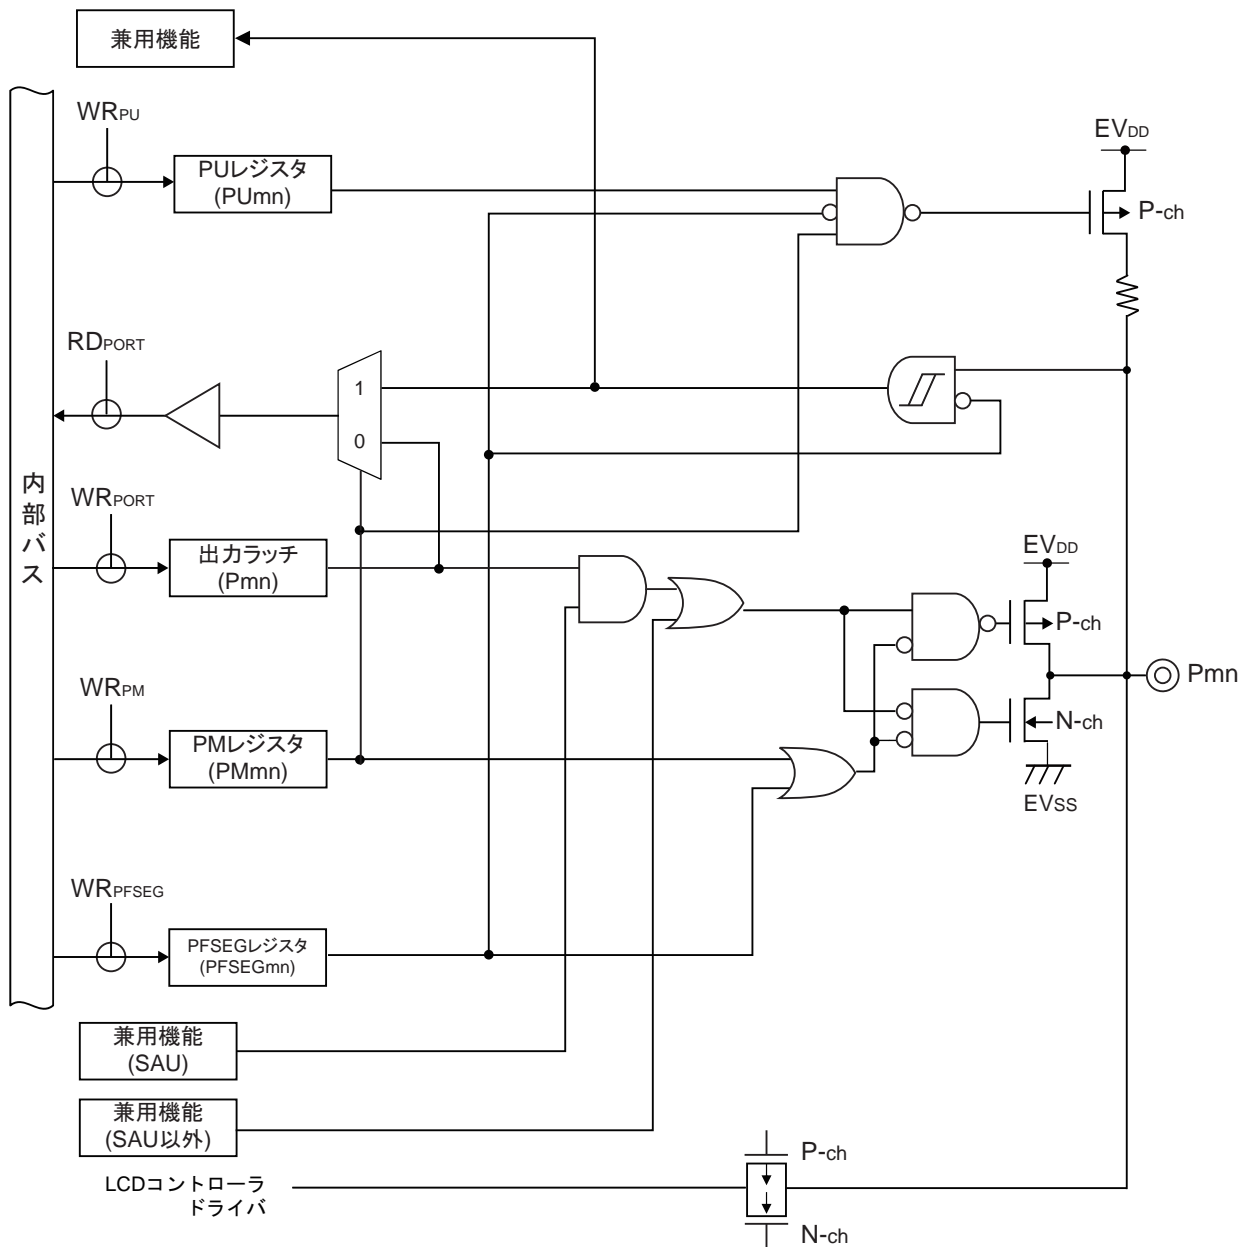 兼用機能
WRPU
PUレジスタ
(PUmn)
EVDD
P-ch
RDPORT
1
0
内部バス
WRPORT
出力ラッチ
(Pmn)
EVDD
P-ch
Pmn
WRPM
PMレジスタ
(PMmn)
N-ch
EVSS
WRPFSEG
PFSEGレジスタ
(PFSEGmn)
兼用機能
(SAU)
兼用機能
(SAU以外)
P-ch
LCDコントローラ
ドライバ
N-ch